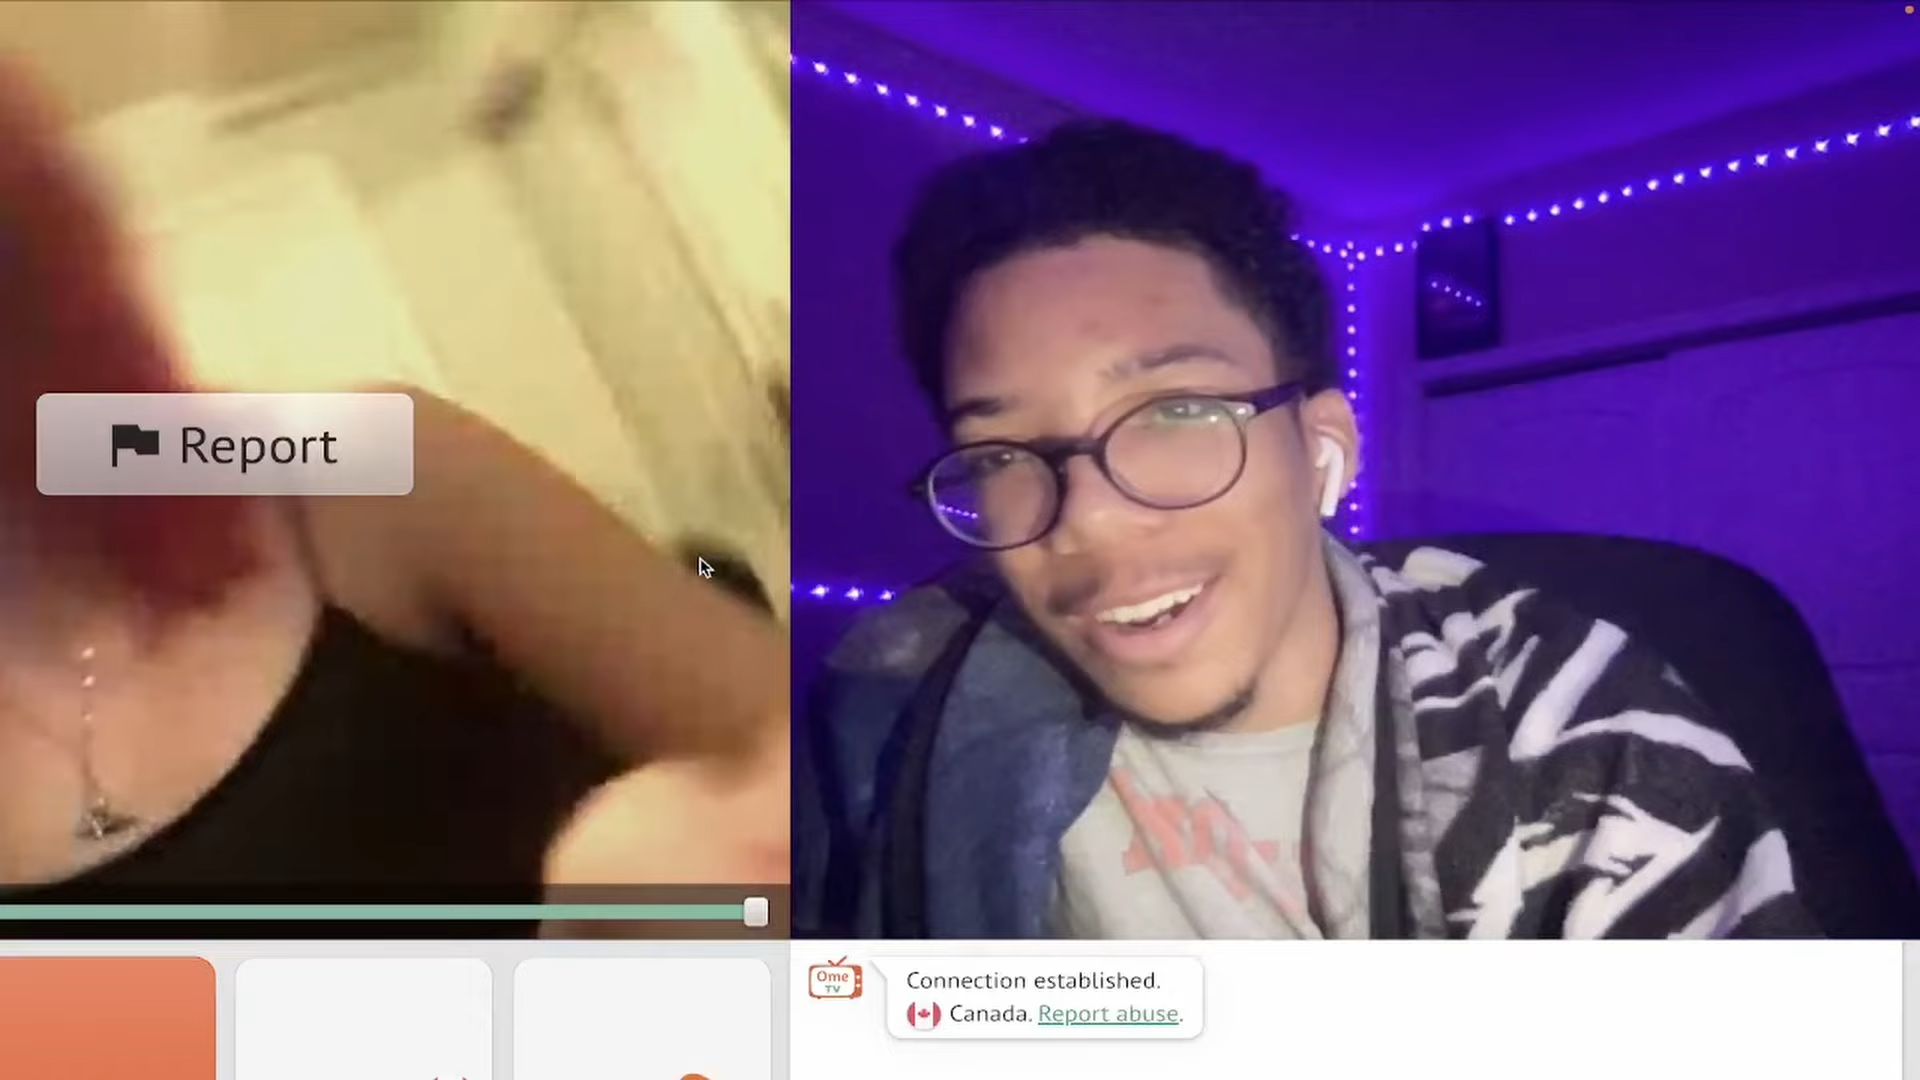 Report
Ome
TV
Connection established.
Canada. Report abuse.